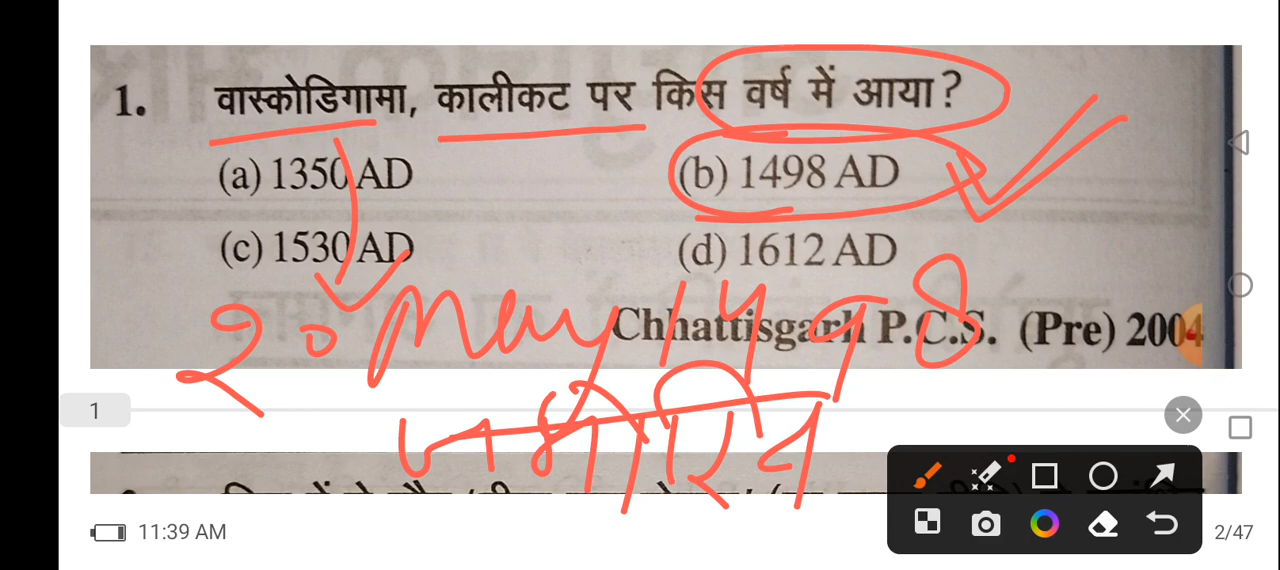 1. वास्कोडिगामा, कालीकट पर किस वर्ष में आया?
(a) 1350 AD (b) 1498 AD
(c) 1530 AD (d) 1612 AD
20 May 1498
Chhattisgarh P.C.S. (Pre) 2004
1
11:39 AM 2/47